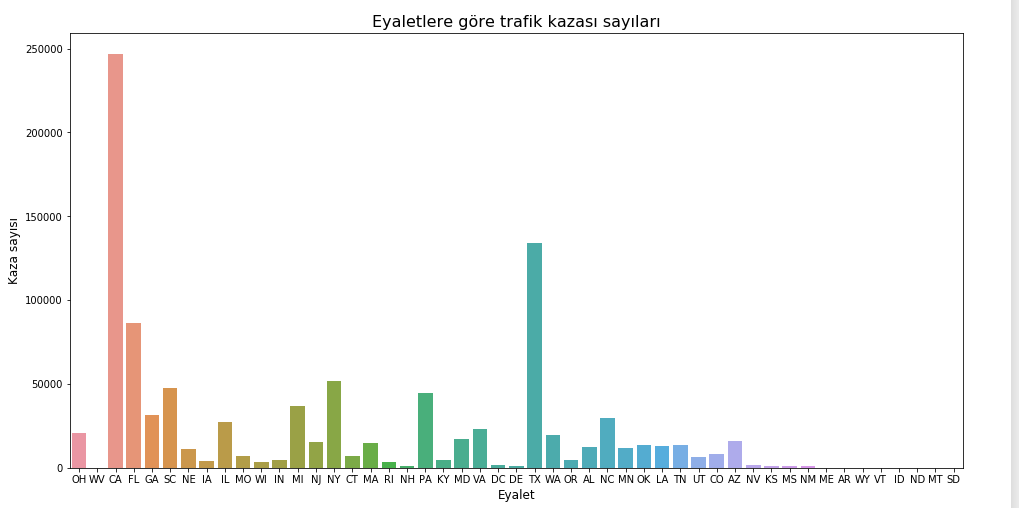 Eyaletlere göre trafik kazası sayıları
250000
200000
150000
100000
50000
0
Kaza sayısı
OH WV CA FL GA SC NE IA IL MO WI IN MI NJ NY CT MA RI NH PA KY MD VA DC DE TX WA OR AL NC MN OK LA TN UT CO AZ NV KS MS NM ME AR WY VT ID ND MT SD
Eyalet